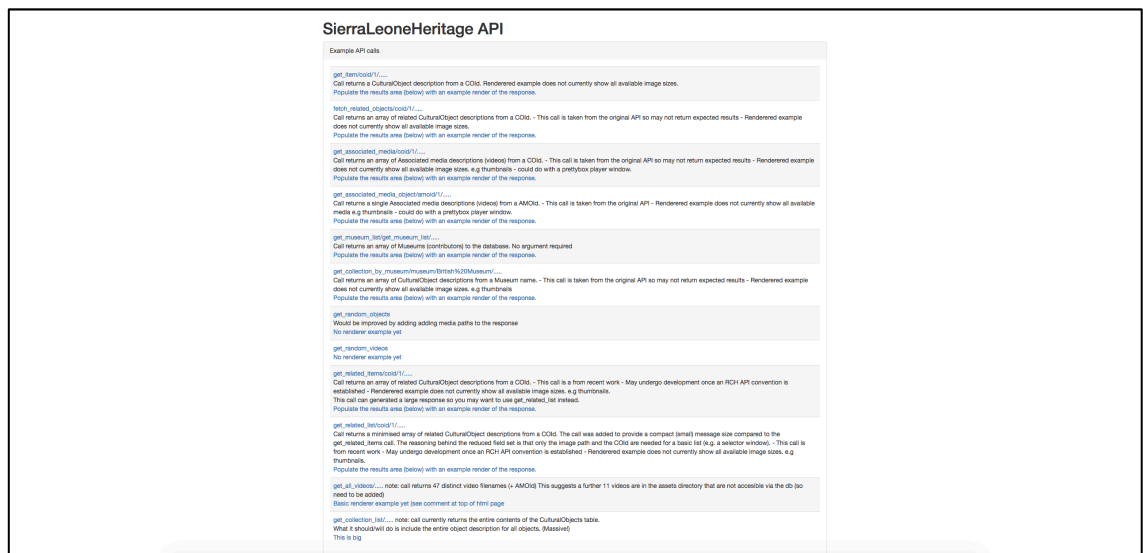 SierraLeoneHeritage API
Example API calls
get_item/coid/1/.....
Call returns a CulturalObject description from a COId. Renderered example does not currently show all available image sizes.
Populate the results area (below) with an example render of the response.
fetch_related_objects/coid/1/.....
Call returns an array of related CulturalObject descriptions from a COId. - This call is taken from the original API so may not return expected results - Renderered example
does not currently show all available image sizes.
Populate the results area (below) with an example render of the response.
get_associated_media/coid/1/.....
Call returns an array of Associated media descriptions (videos) from a COId. - This call is taken from the original API so may not return expected results - Renderered example
does not currently show all available image sizes. e.g thumbnails - could do with a prettybox player window.
Populate the results area (below) with an example render of the response.
get_associated_media_object/amoid/1/.....
Call returns a single Associated media descriptions (videos) from a AMOId. - This call is taken from the original API - Renderered example does not currently show all available
media e.g thumbnails - could do with a prettybox player window.
Populate the results area (below) with an example render of the response.
get_museum_list/get_museum_list/.....
Call returns an array of Museums (contributors) to the database. No argument required
Populate the results area (below) with an example render of the response.
get_collection_by_museum/museum/British%20Museum/.....
Call returns an array of CulturalObject descriptions from a Museum name. - This call is taken from the original API so may not return expected results - Renderered example
does not currently show all available image sizes. e.g thumbnails
Populate the results area (below) with an example render of the response.
get_random_objects
Would be improved by adding adding media paths to the response
No renderer example yet
get_random_videos
No renderer example yet
get_related_items/coid/1/.....
Call returns an array of related CulturalObject descriptions from a COId. - This call is a from recent work - May undergo development once an RCH API convention is
established - Renderered example does not currently show all available image sizes. e.g thumbnails.
This call can generated a large response so you may want to use get_related_list instead.
Populate the results area (below) with an example render of the response.
get_related_list/coid/1/.....
Call returns a minimised array of related CulturalObject descriptions from a COId. The call was added to provide a compact (small) message size compared to the
get_related_items call. The reasoning behind the reduced field set is that only the image path and the COId are needed for a basic list (e.g. a selector window). - This call is
from recent work - May undergo development once an RCH API convention is established - Renderered example does not currently show all available image sizes. e.g
thumbnails.
Populate the results area (below) with an example render of the response.
get_all_videos/..... note: call returns 47 distinct video filenames (+ AMOId) This suggests a further 11 videos are in the assets directory that are not accesible via the db (so
need to be added)
Basic renderer example yet (see comment at top of html page
get_collection_list/..... note: call currently returns the entire contents of the CulturalObjects table.
What it should/will do is include the entire object description for all objects. (Massive!)
This is big